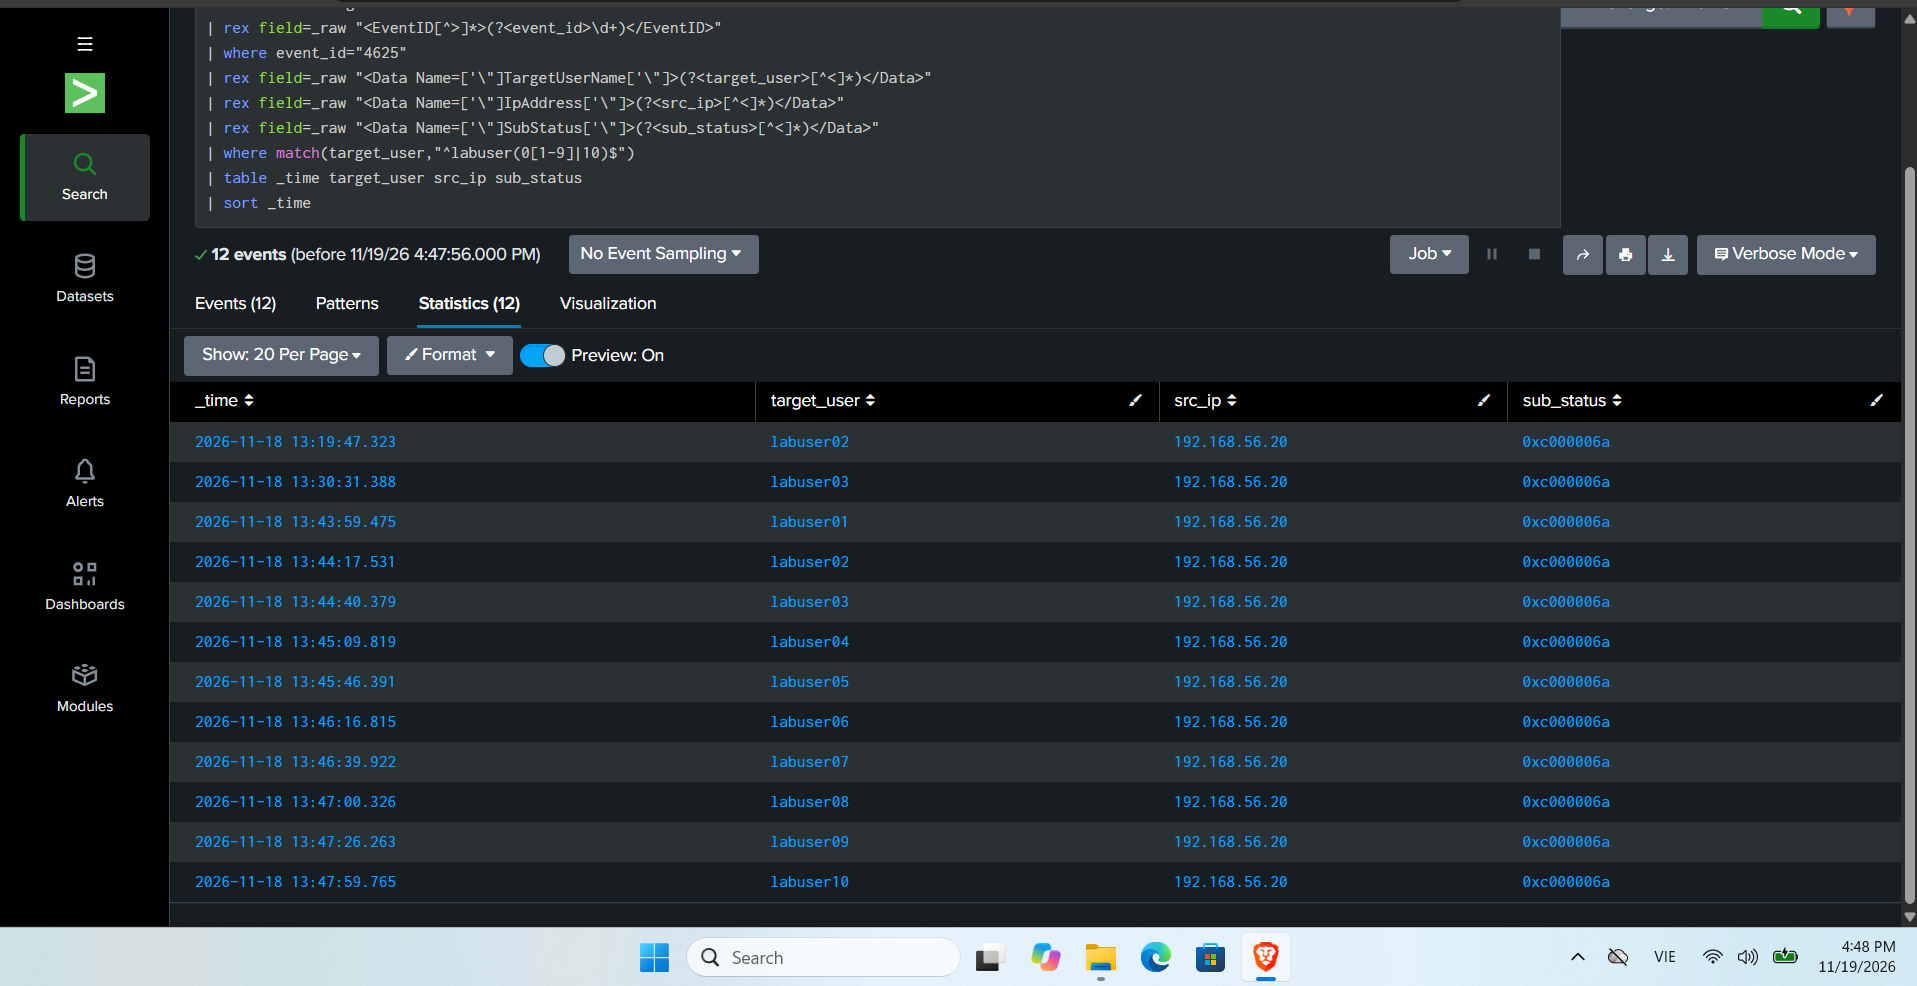 | rex field=_raw "<EventID[^>]*>(?<event_id>\d+)</EventID>"
| where event_id="4625"
| rex field=_raw "<Data Name=['\"]TargetUserName['\"]>(?<target_user>[^<]*)</Data>"
| rex field=_raw "<Data Name=['\"]IpAddress['\"]>(?<src_ip>[^<]*)</Data>"
| rex field=_raw "<Data Name=['\"]SubStatus['\"]>(?<sub_status>[^<]*)</Data>"
| where match(target_user,"^labuser(0[1-9]|10)$")
| table _time target_user src_ip sub_status
| sort _time
Search
Datasets
Reports
Alerts
Dashboards
Modules
12 events (before 11/19/26 4:47:56.000 PM)
No Event Sampling
Job
Verbose Mode
Events (12)
Patterns
Statistics (12)
Visualization
Show: 20 Per Page
Format
Preview: On
_time target_user src_ip sub_status
2026-11-18 13:19:47.323 labuser02 192.168.56.20 0xc000006a
2026-11-18 13:30:31.388 labuser03 192.168.56.20 0xc000006a
2026-11-18 13:43:59.475 labuser01 192.168.56.20 0xc000006a
2026-11-18 13:44:17.531 labuser02 192.168.56.20 0xc000006a
2026-11-18 13:44:40.379 labuser03 192.168.56.20 0xc000006a
2026-11-18 13:45:09.819 labuser04 192.168.56.20 0xc000006a
2026-11-18 13:45:46.391 labuser05 192.168.56.20 0xc000006a
2026-11-18 13:46:16.815 labuser06 192.168.56.20 0xc000006a
2026-11-18 13:46:39.922 labuser07 192.168.56.20 0xc000006a
2026-11-18 13:47:00.326 labuser08 192.168.56.20 0xc000006a
2026-11-18 13:47:26.263 labuser09 192.168.56.20 0xc000006a
2026-11-18 13:47:59.765 labuser10 192.168.56.20 0xc000006a
Search
VIE
4:48 PM
11/19/2026